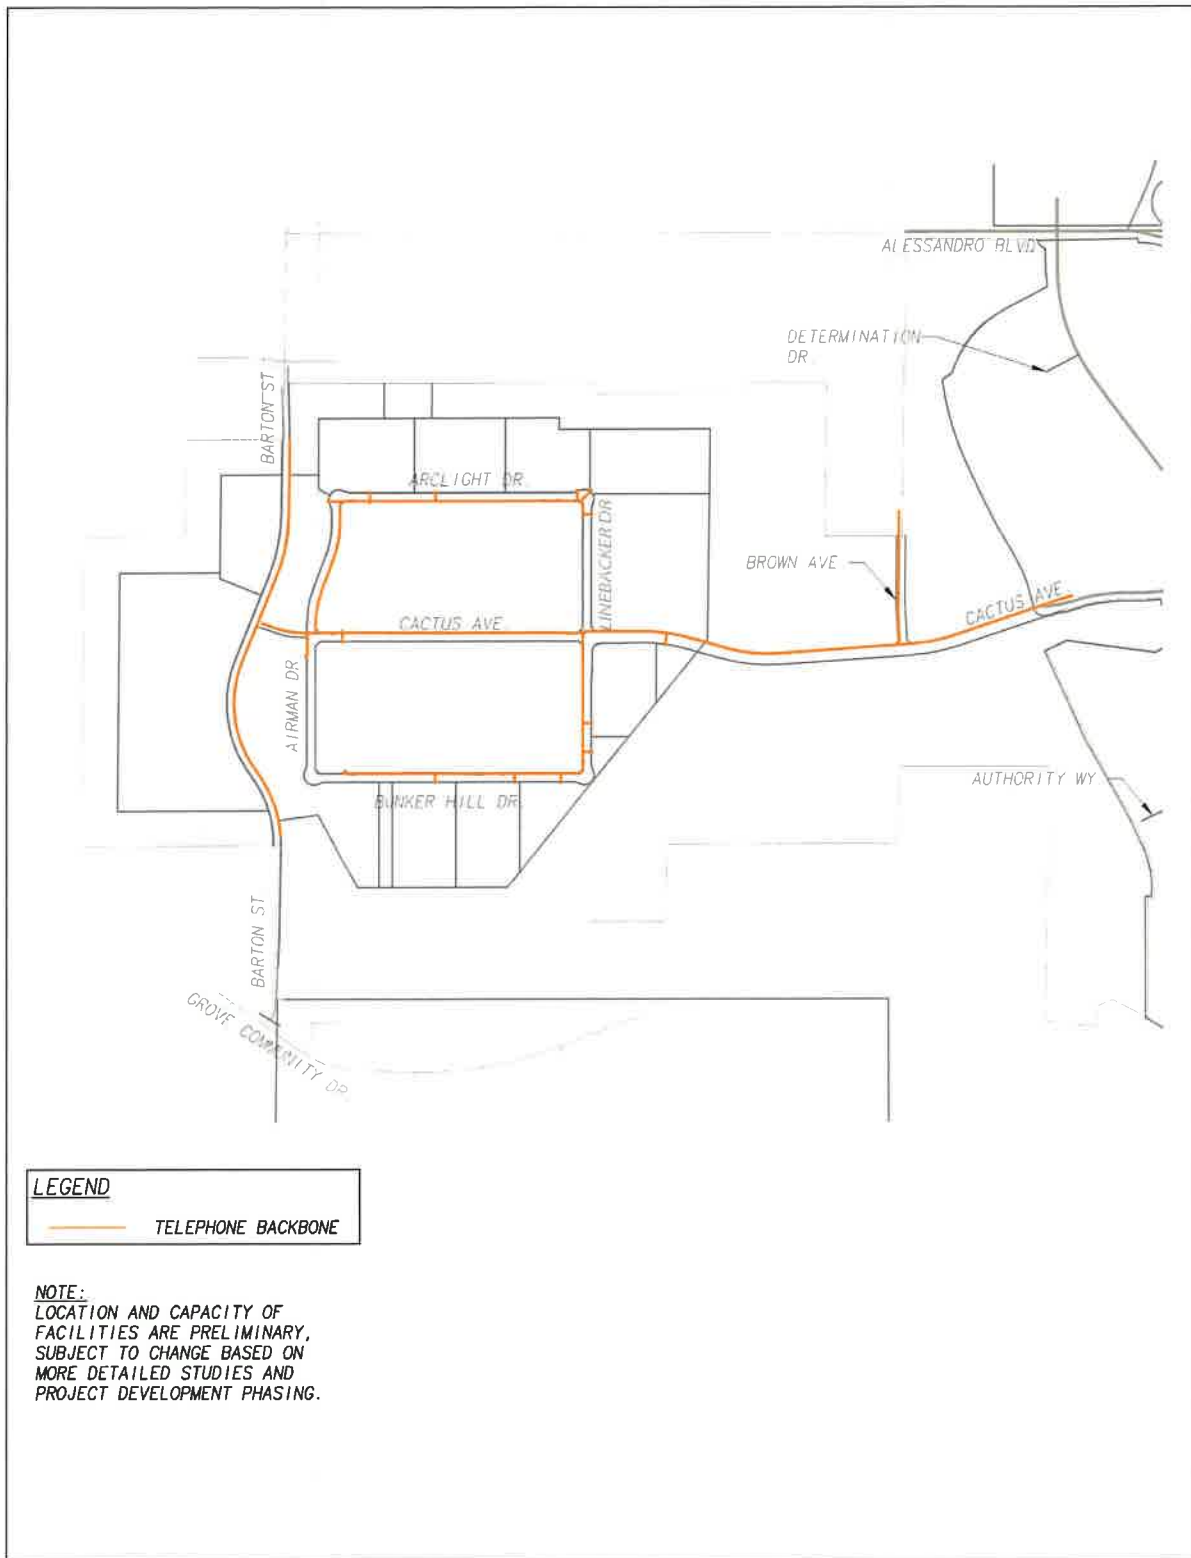 ALESSANDRO BLVD
DETERMINATION
DR.
BARTON ST
ARCLIGHT DR.
LINEBACKER DR
BROWN AVE
CACTUS AVE.
CACTUS AVE.
AIRMAN DR
AUTHORITY WY
BUNKER HILL DR.
BARTON ST
GROVE COMMUNITY DR.
LEGEND
TELEPHONE BACKBONE
NOTE:
LOCATION AND CAPACITY OF
FACILITIES ARE PRELIMINARY,
SUBJECT TO CHANGE BASED ON
MORE DETAILED STUDIES AND
PROJECT DEVELOPMENT PHASING.